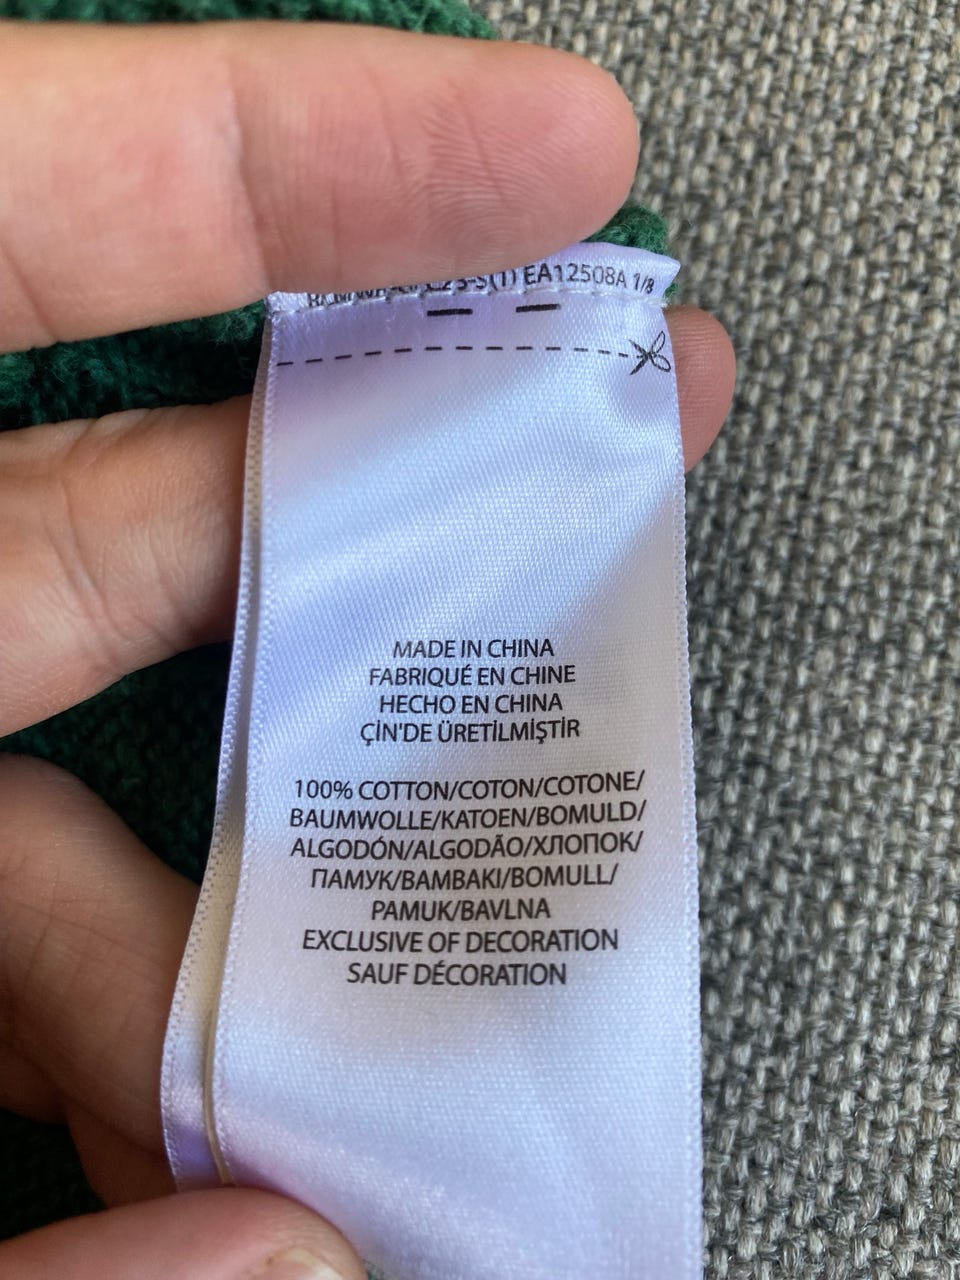 EA12508A 1/8
MADE IN CHINA
FABRIQUÉ EN CHINE
HECHO EN CHINA
ÇİN'DE ÜRETİLMİŞTİR
100% COTTON/COTON/COTONE/
BAUMWOLLE/KATOEN/BOMULD/
ALGODÓN/ALGODÃO/ХЛОПОК/
ПАМУК/ΒΑΜΒΑΚΙ/BOMULL/
PAMUK/BAVLNA
EXCLUSIVE OF DECORATION
SAUF DÉCORATION